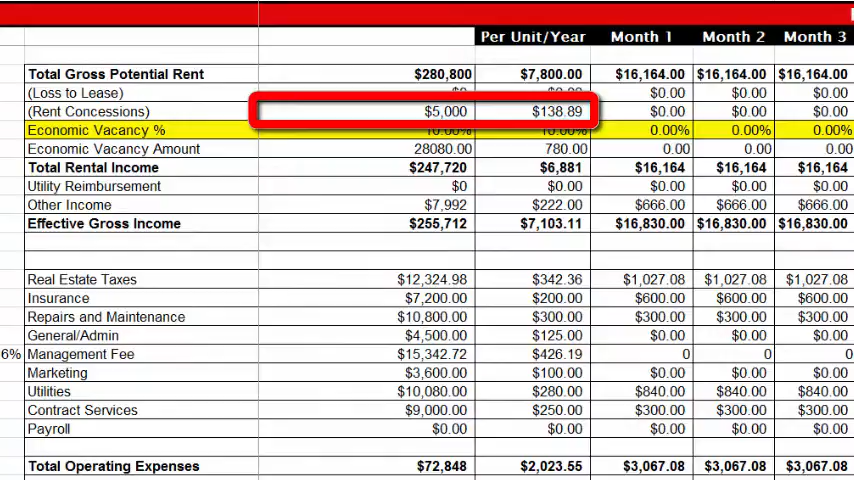 Per Unit/Year Month 1 Month 2 Month 3
Total Gross Potential Rent $280,800 $7,800.00 $16,164.00 $16,164.00 $16,164.00
(Loss to Lease) $0 $0.00 $0.00 $0.00 $0.00
(Rent Concessions) $5,000 $138.89 $0.00 $0.00 $0.00
Economic Vacancy % 10.00% 10.00% 0.00% 0.00% 0.00%
Economic Vacancy Amount 28080.00 780.00 0.00 0.00 0.00
Total Rental Income $247,720 $6,881 $16,164 $16,164 $16,164
Utility Reimbursement $0 $0.00 $0.00 $0.00 $0.00
Other Income $7,992 $222.00 $666.00 $666.00 $666.00
Effective Gross Income $255,712 $7,103.11 $16,830.00 $16,830.00 $16,830.00
Real Estate Taxes $12,324.98 $342.36 $1,027.08 $1,027.08 $1,027.08
Insurance $7,200.00 $200.00 $600.00 $600.00 $600.00
Repairs and Maintenance $10,800.00 $300.00 $300.00 $300.00 $300.00
General/Admin $4,500.00 $125.00 $0.00 $0.00 $0.00
6% Management Fee $15,342.72 $426.19 0 0 0
Marketing $3,600.00 $100.00 $0.00 $0.00 $0.00
Utilities $10,080.00 $280.00 $840.00 $840.00 $840.00
Contract Services $9,000.00 $250.00 $300.00 $300.00 $300.00
Payroll $0.00 $0.00 $0.00 $0.00 $0.00
Total Operating Expenses $72,848 $2,023.55 $3,067.08 $3,067.08 $3,067.08